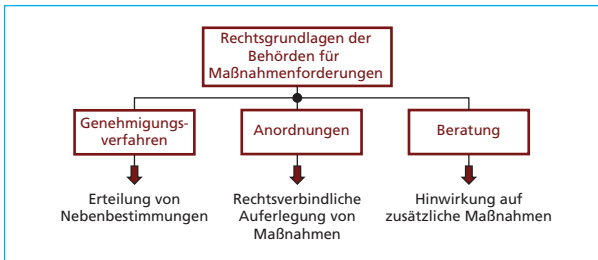 Rechtsgrundlagen der
Behörden für
Maßnahmenforderungen
Genehmigungs-
verfahren
Anordnungen
Beratung
Erteilung von
Nebenbestimmungen
Rechtsverbindliche
Auferlegung von
Maßnahmen
Hinwirkung auf
zusätzliche Maßnahmen